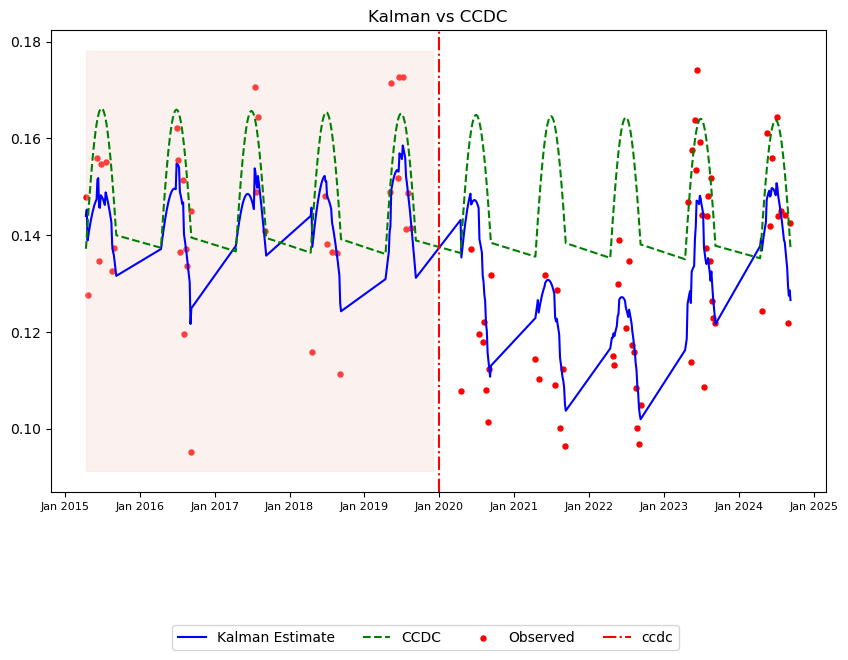 Kalman vs CCDC
0.18
0.16
0.14
0.12
0.10
Jan 2015 Jan 2016 Jan 2017 Jan 2018 Jan 2019 Jan 2020 Jan 2021 Jan 2022 Jan 2023 Jan 2024 Jan 2025
Kalman Estimate CCDC Observed ccdc